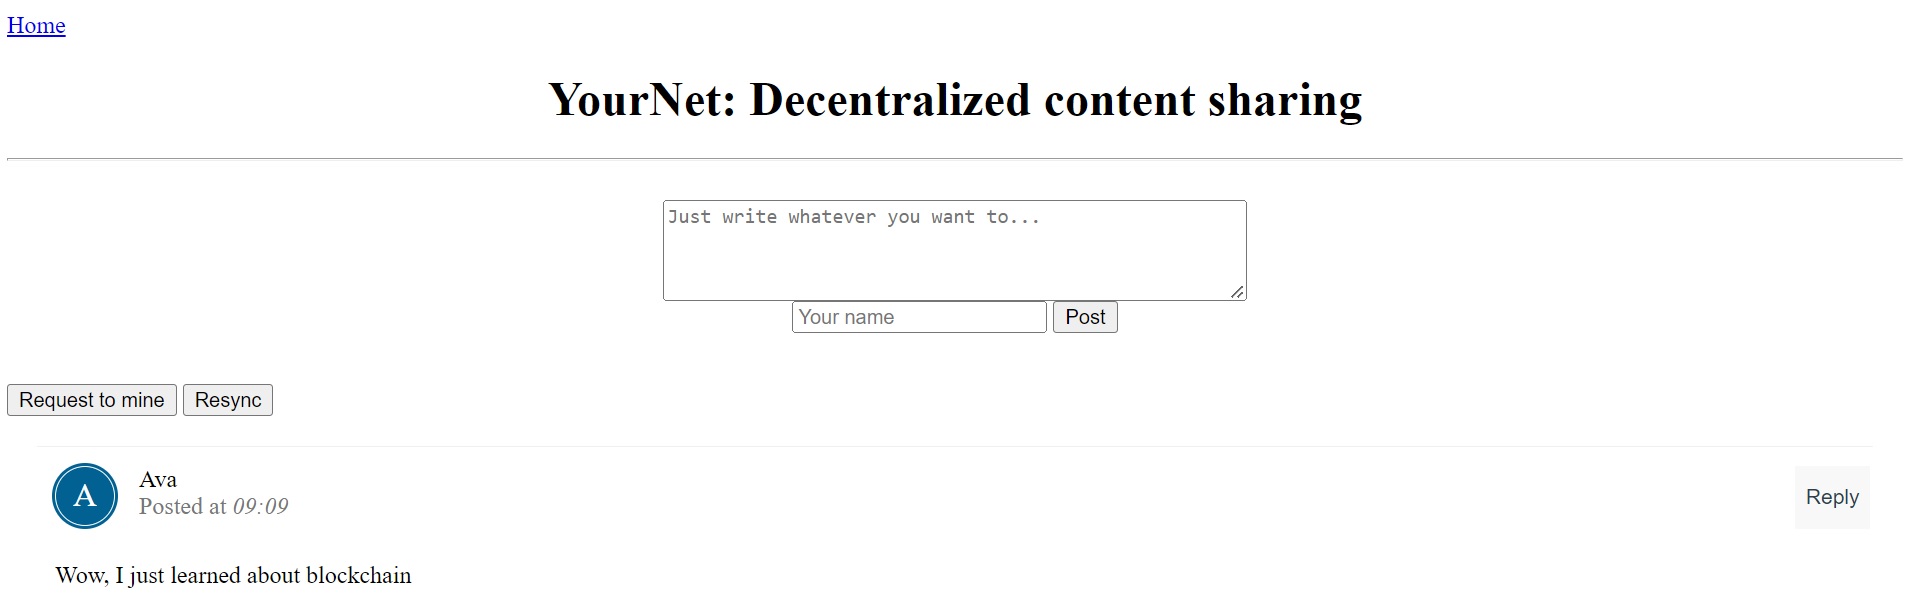 Home
YourNet: Decentralized content sharing
Just write whatever you want to...
Your name Post
Request to mine Resync
A
Ava
Posted at 09:09
Reply
Wow, I just learned about blockchain